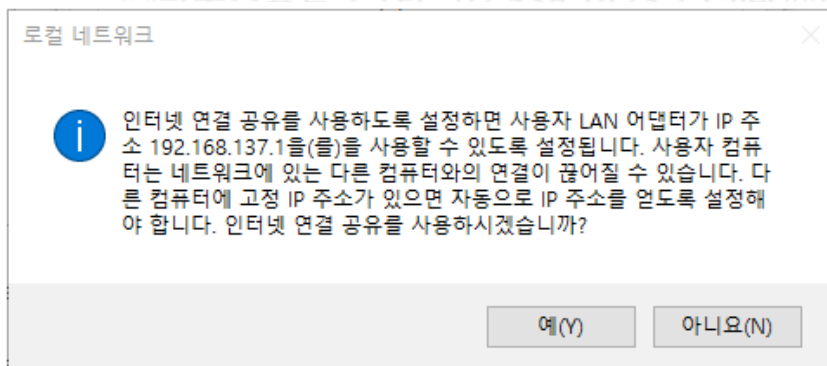 로컬 네트워크
인터넷 연결 공유를 사용하도록 설정하면 사용자 LAN 어댑터가 IP 주
소 192.168.137.1을(를)을 사용할 수 있도록 설정됩니다. 사용자 컴퓨
터는 네트워크에 있는 다른 컴퓨터와의 연결이 끊어질 수 있습니다. 다
른 컴퓨터에 고정 IP 주소가 있으면 자동으로 IP 주소를 얻도록 설정해
야 합니다. 인터넷 연결 공유를 사용하시겠습니까?
예(Y) 아니요(N)